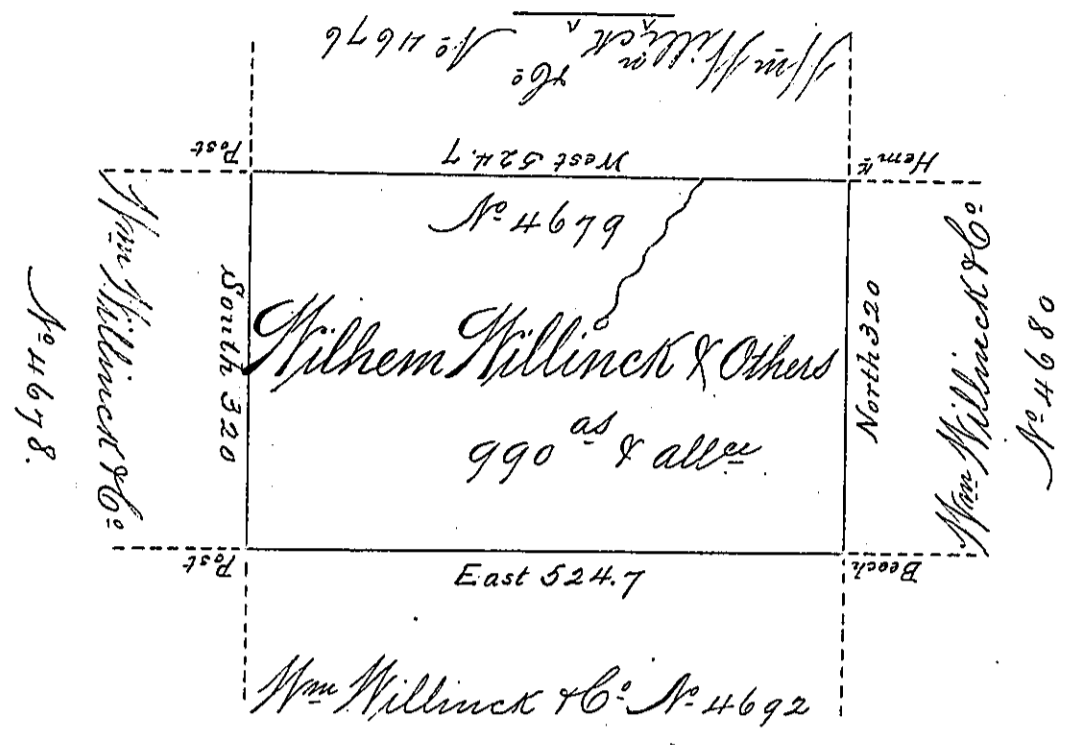 Wm Willinck & Co No 4676
Post
West 524.7
Hemk
No 4679
Wm Willinck & Co
No 4678.
South 320
Wilhem Willinck & Others
990 as & allce
North 320
Wm Willinck & Co
No 4680
Post
East 524.7
Beech
Wm Willinck & Co No 4692